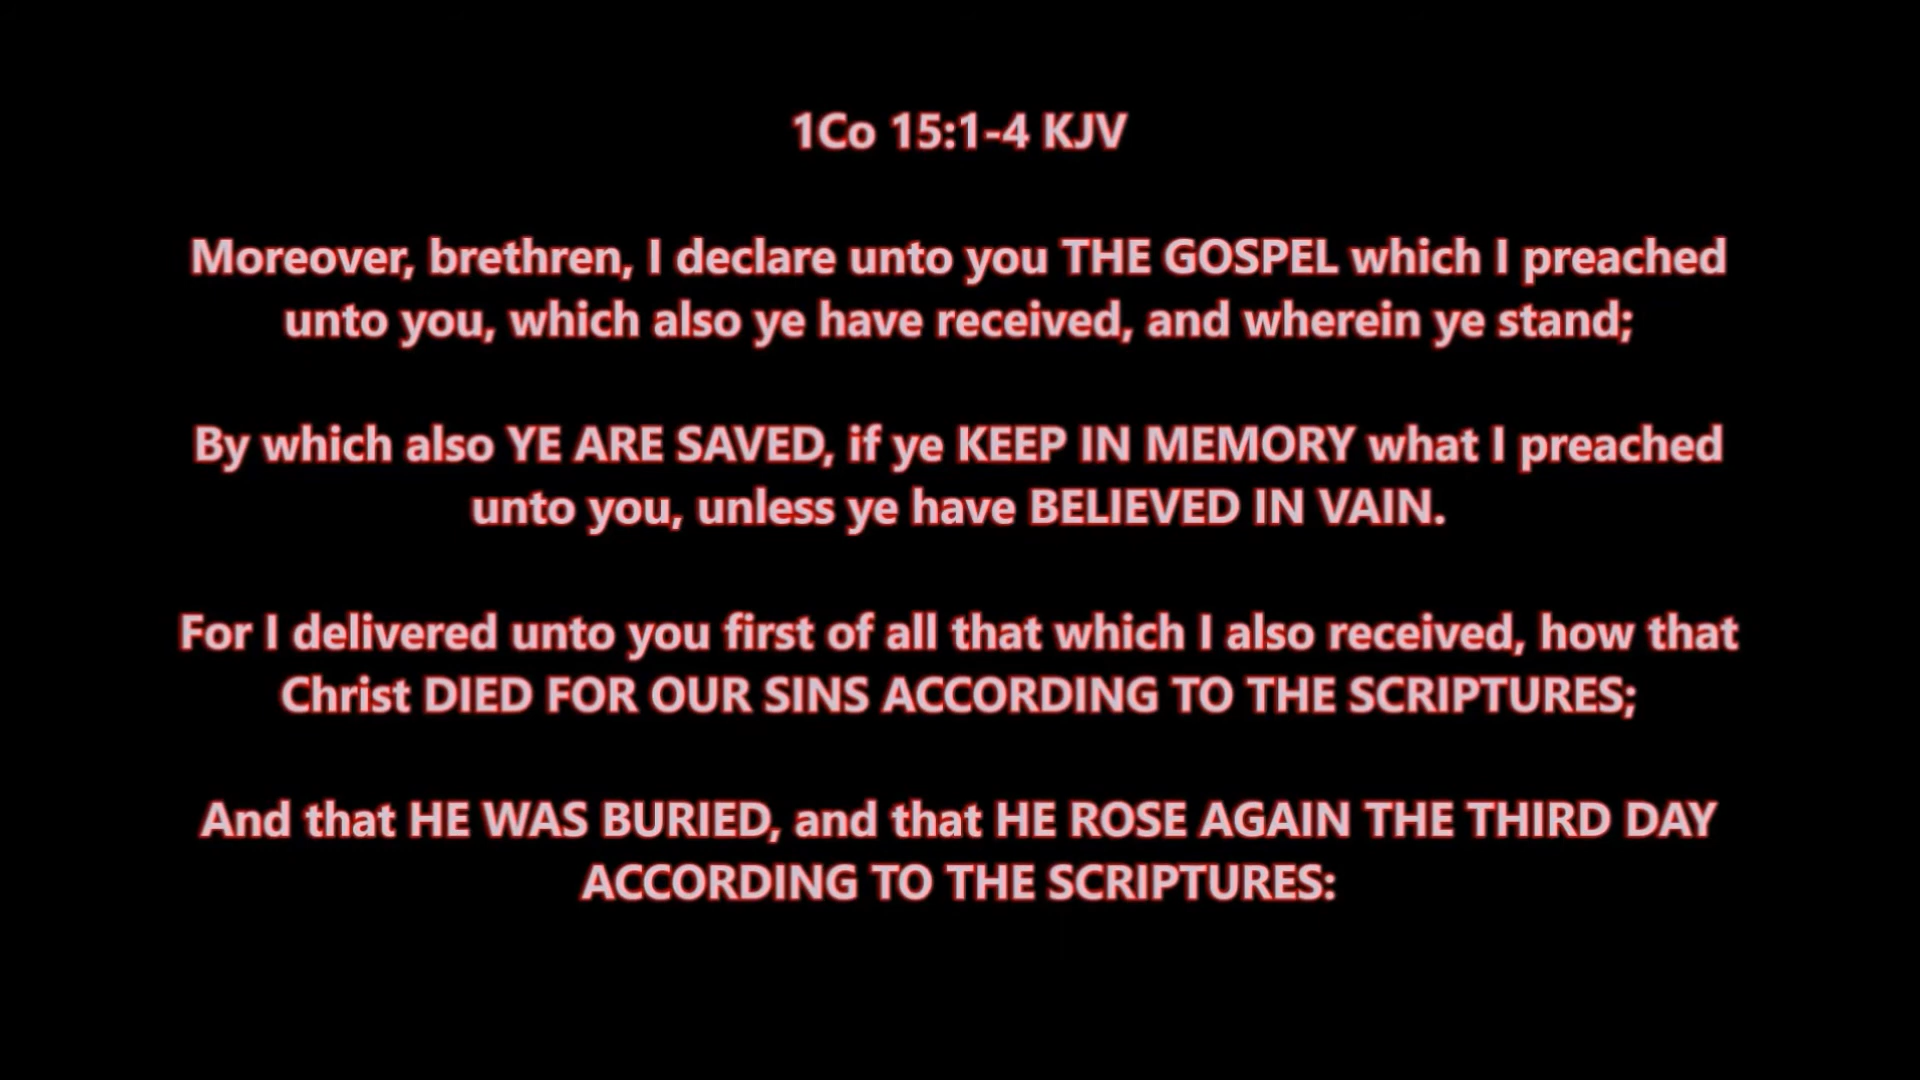 1Co 15:1-4 KJV
Moreover, brethren, I declare unto you THE GOSPEL which I preached
unto you, which also ye have received, and wherein ye stand;
By which also YE ARE SAVED, if ye KEEP IN MEMORY what I preached
unto you, unless ye have BELIEVED IN VAIN.
For I delivered unto you first of all that which I also received, how that
Christ DIED FOR OUR SINS ACCORDING TO THE SCRIPTURES;
And that HE WAS BURIED, and that HE ROSE AGAIN THE THIRD DAY
ACCORDING TO THE SCRIPTURES: